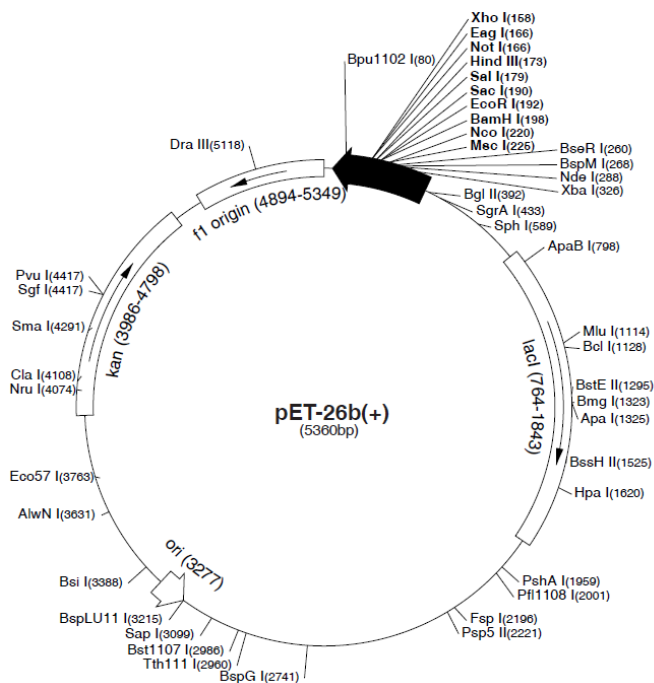 Xho I(158)
Eag I(166)
Not I(166)
Hind III(173)
Sal I(179)
Sac I(190)
EcoR I(192)
BamH I(198)
Nco I(220)
Msc I(225)
Bpu1102 I(80)
BseR I(260)
BspM I(268)
Nde I(288)
Xba I(326)
Bgl II(392)
SgrA I(433)
Sph I(589)
ApaB I(798)
Mlu I(1114)
Bcl I(1128)
BstE II(1295)
Bmg I(1323)
Apa I(1325)
BssH II(1525)
Hpa I(1620)
lacI (764-1843)
PshA I(1959)
Pfl1108 I(2001)
Fsp I(2196)
Psp5 II(2221)
BspG I(2741)
Tth111 I(2960)
Bst1107 I(2986)
Sap I(3099)
BspLU11 I(3215)
ori (3277)
Bsi I(3388)
AlwN I(3631)
Eco57 I(3763)
Nru I(4074)
Cla I(4108)
Sma I(4291)
Sgf I(4417)
Pvu I(4417)
kan (3986-4798)
Dra III(5118)
f1 origin (4894-5349)
pET-26b(+)
(5360bp)